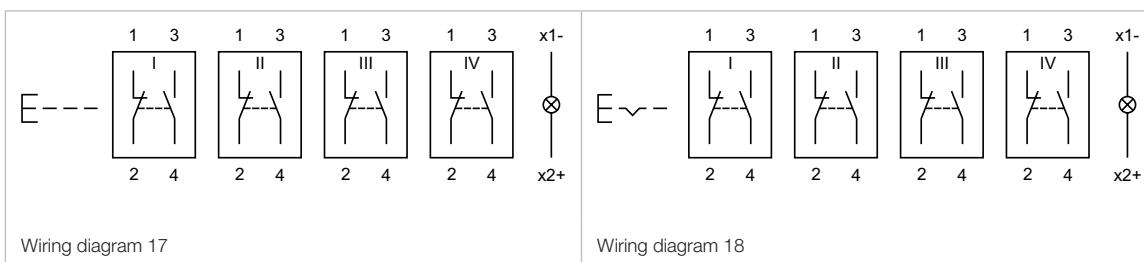 1 3 1 3 1 3 1 3 x1-
I II III IV
2 4 2 4 2 4 2 4 x2+
Wiring diagram 17
1 3 1 3 1 3 1 3 x1-
I II III IV
2 4 2 4 2 4 2 4 x2+
Wiring diagram 18